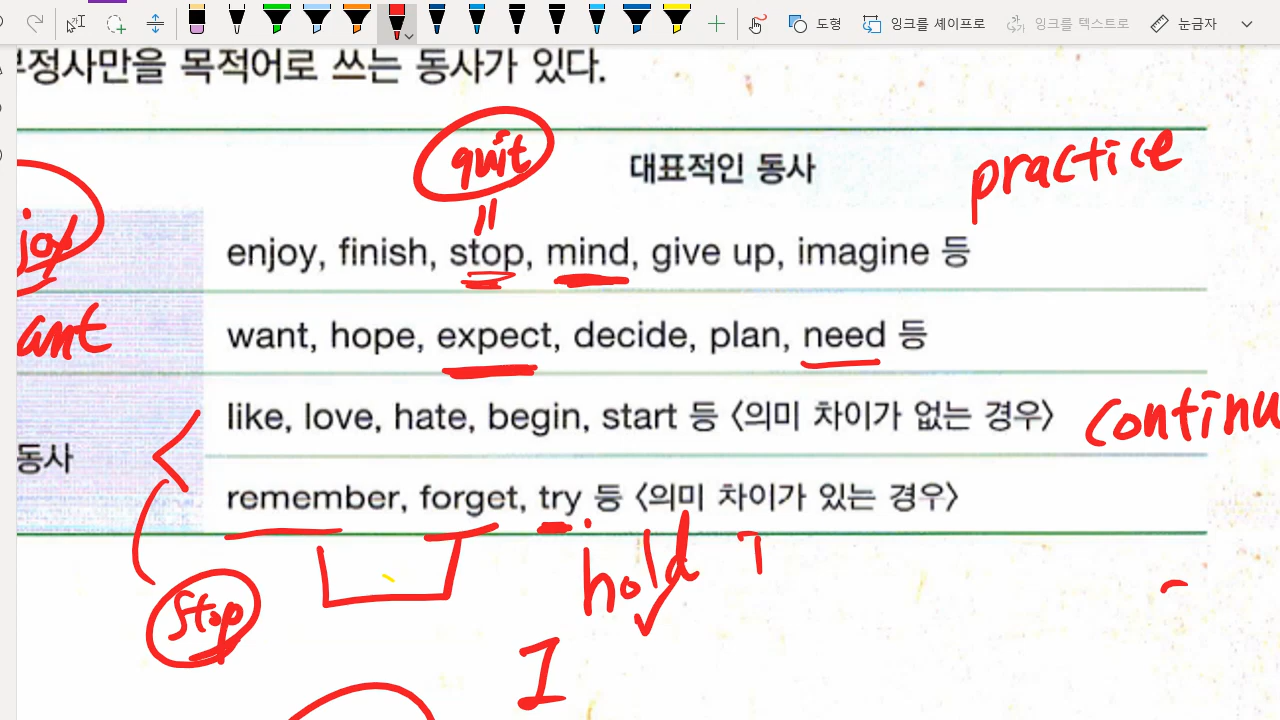 도형 잉크를 셰이프로 잉크를 텍스트로 눈금자
부정사만을 목적어로 쓰는 동사가 있다.
quit
대표적인 동사 practice
joy
enjoy, finish, stop, mind, give up, imagine 등
ant want, hope, expect, decide, plan, need 등
like, love, hate, begin, start 등 〈의미 차이가 없는 경우〉 continu
동사
remember, forget, try 등 〈의미 차이가 있는 경우〉
hold
stop
I